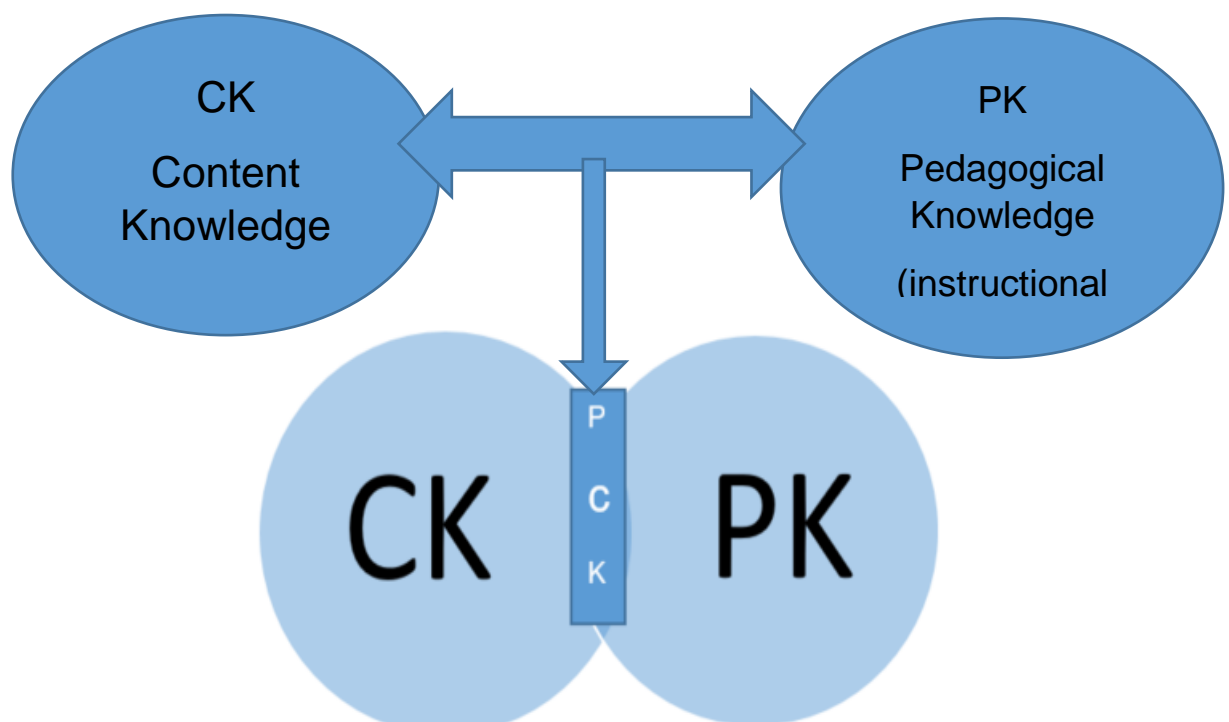 CK
Content
Knowledge
PK
Pedagogical
Knowledge
(instructional
P
C
K
CK
PK